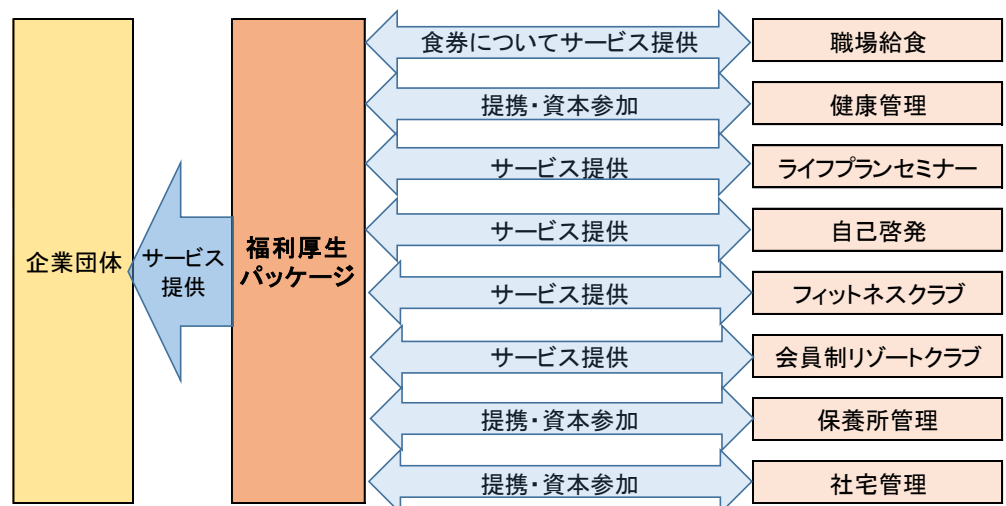 食券についてサービス提供
職場給食
提携・資本参加
健康管理
サービス提供
ライフプランセミナー
サービス提供
自己啓発
企業団体
サービス
提供
福利厚生
パッケージ
サービス提供
フィットネスクラブ
サービス提供
会員制リゾートクラブ
提携・資本参加
保養所管理
提携・資本参加
社宅管理